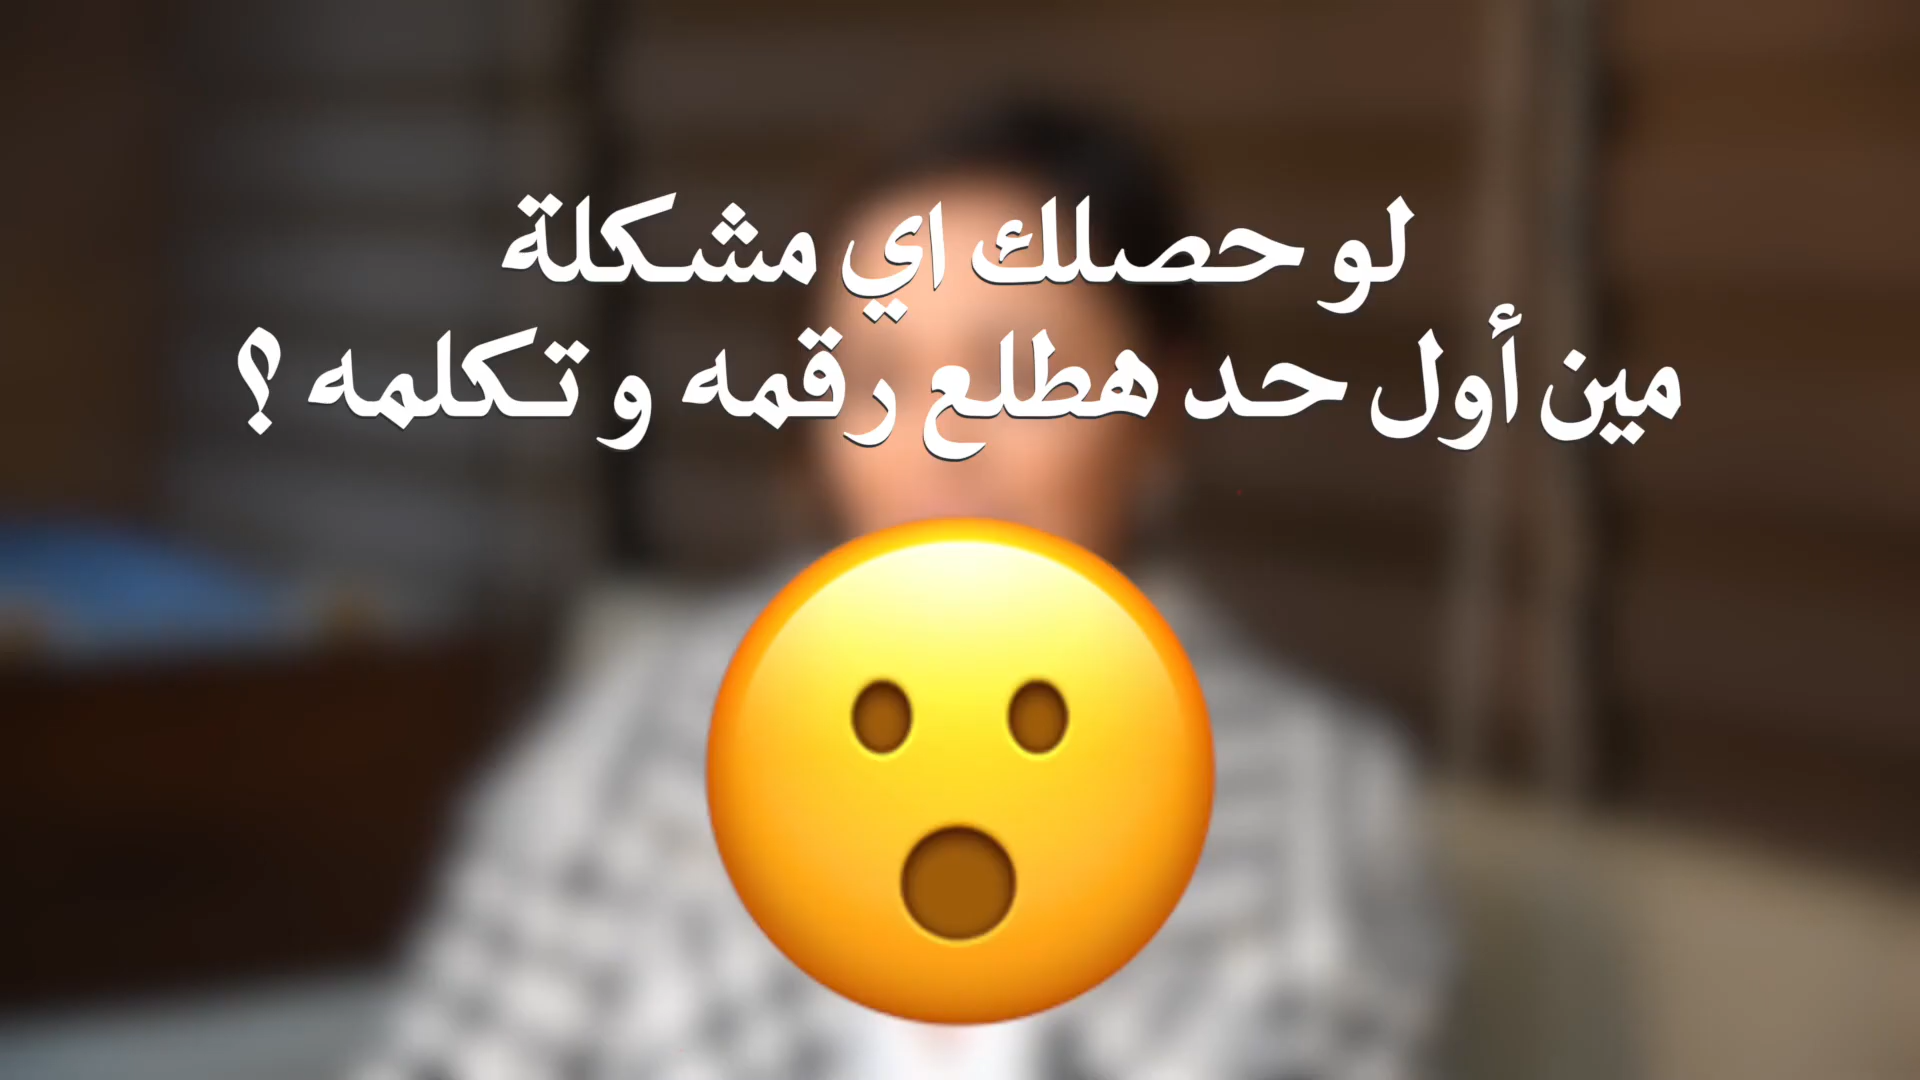 لو حصلك اي مشكلة
مين أول حد هطلع رقمه و تكلمه ؟